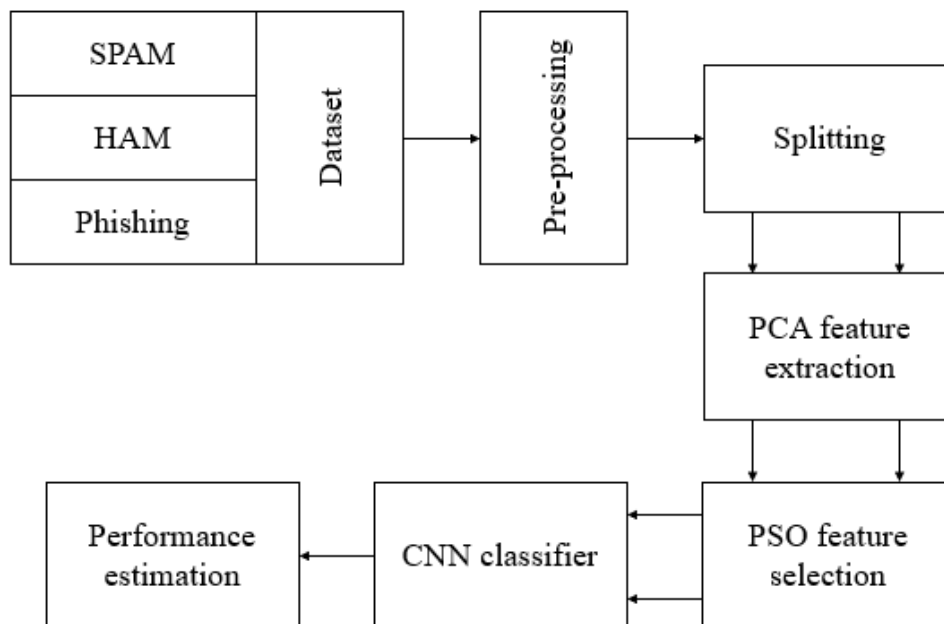 SPAM
HAM
Phishing
Dataset
Pre-processing
Splitting
PCA feature
extraction
PSO feature
selection
CNN classifier
Performance
estimation